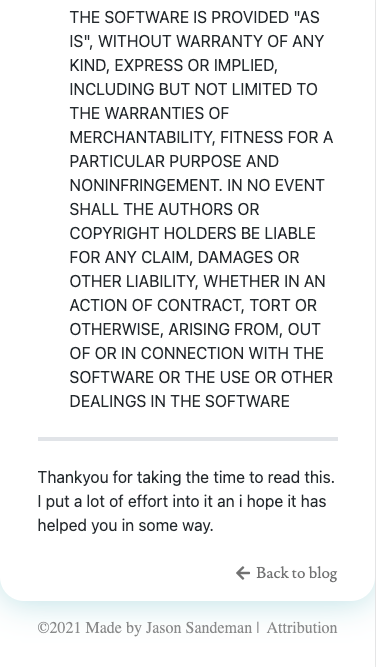 THE SOFTWARE IS PROVIDED "AS
IS", WITHOUT WARRANTY OF ANY
KIND, EXPRESS OR IMPLIED,
INCLUDING BUT NOT LIMITED TO
THE WARRANTIES OF
MERCHANTABILITY, FITNESS FOR A
PARTICULAR PURPOSE AND
NONINFRINGEMENT. IN NO EVENT
SHALL THE AUTHORS OR
COPYRIGHT HOLDERS BE LIABLE
FOR ANY CLAIM, DAMAGES OR
OTHER LIABILITY, WHETHER IN AN
ACTION OF CONTRACT, TORT OR
OTHERWISE, ARISING FROM, OUT
OF OR IN CONNECTION WITH THE
SOFTWARE OR THE USE OR OTHER
DEALINGS IN THE SOFTWARE
Thankyou for taking the time to read this.
I put a lot of effort into it an i hope it has
helped you in some way.
← Back to blog
©2021 Made by Jason Sandeman | Attribution